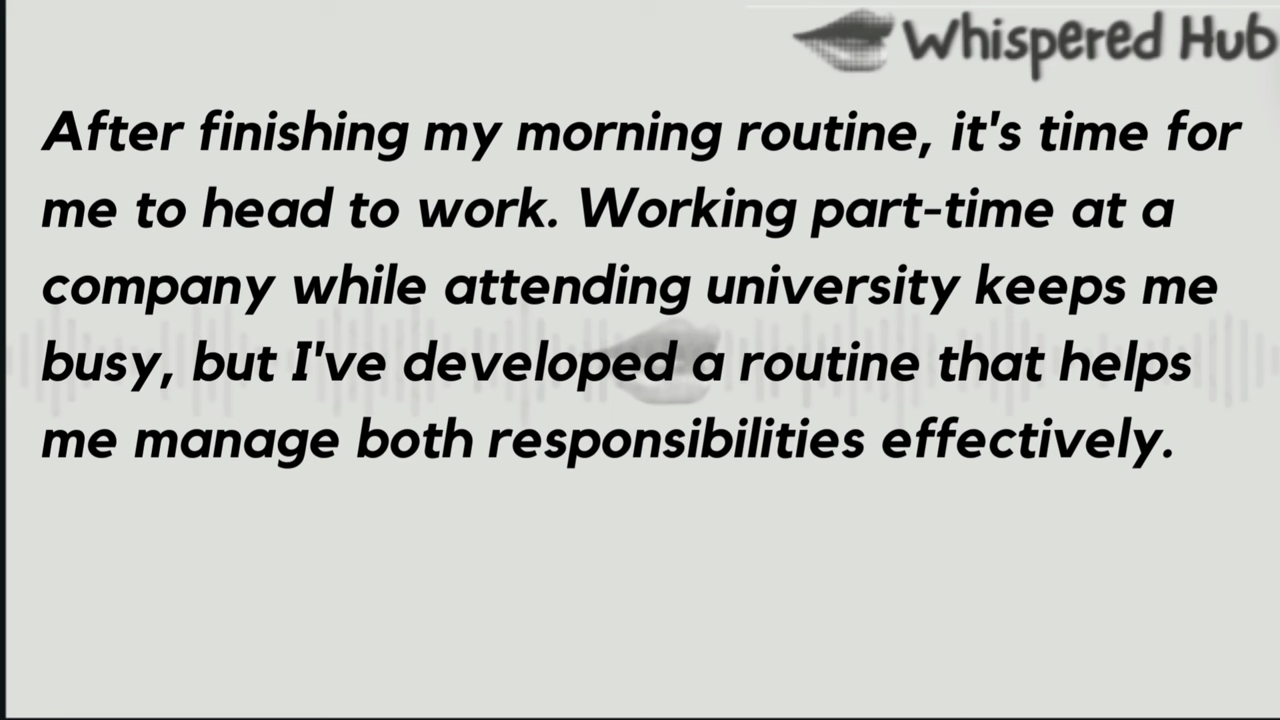 Whispered Hub
After finishing my morning routine, it's time for
me to head to work. Working part-time at a
company while attending university keeps me
busy, but I've developed a routine that helps
me manage both responsibilities effectively.